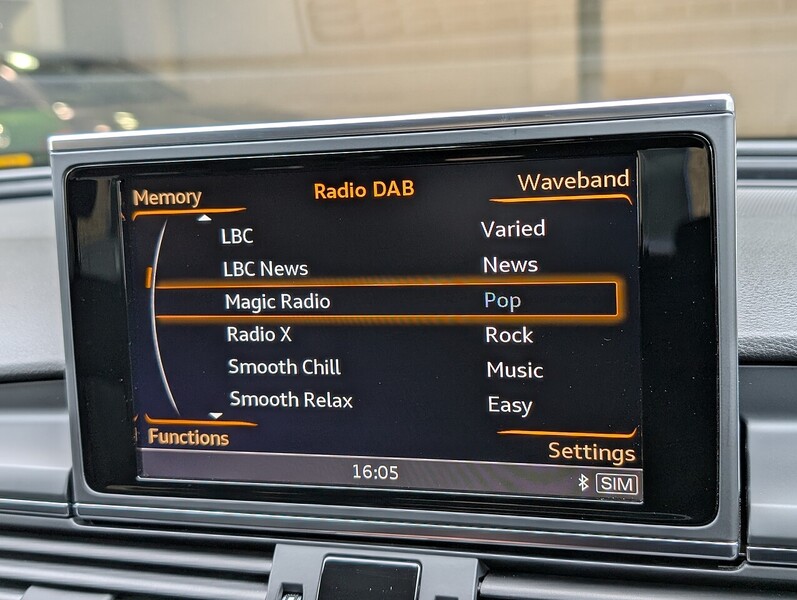 Memory Radio DAB Waveband
LBC Varied
LBC News News
Magic Radio Pop
Radio X Rock
Smooth Chill Music
Smooth Relax Easy
Functions Settings
16:05 SIM